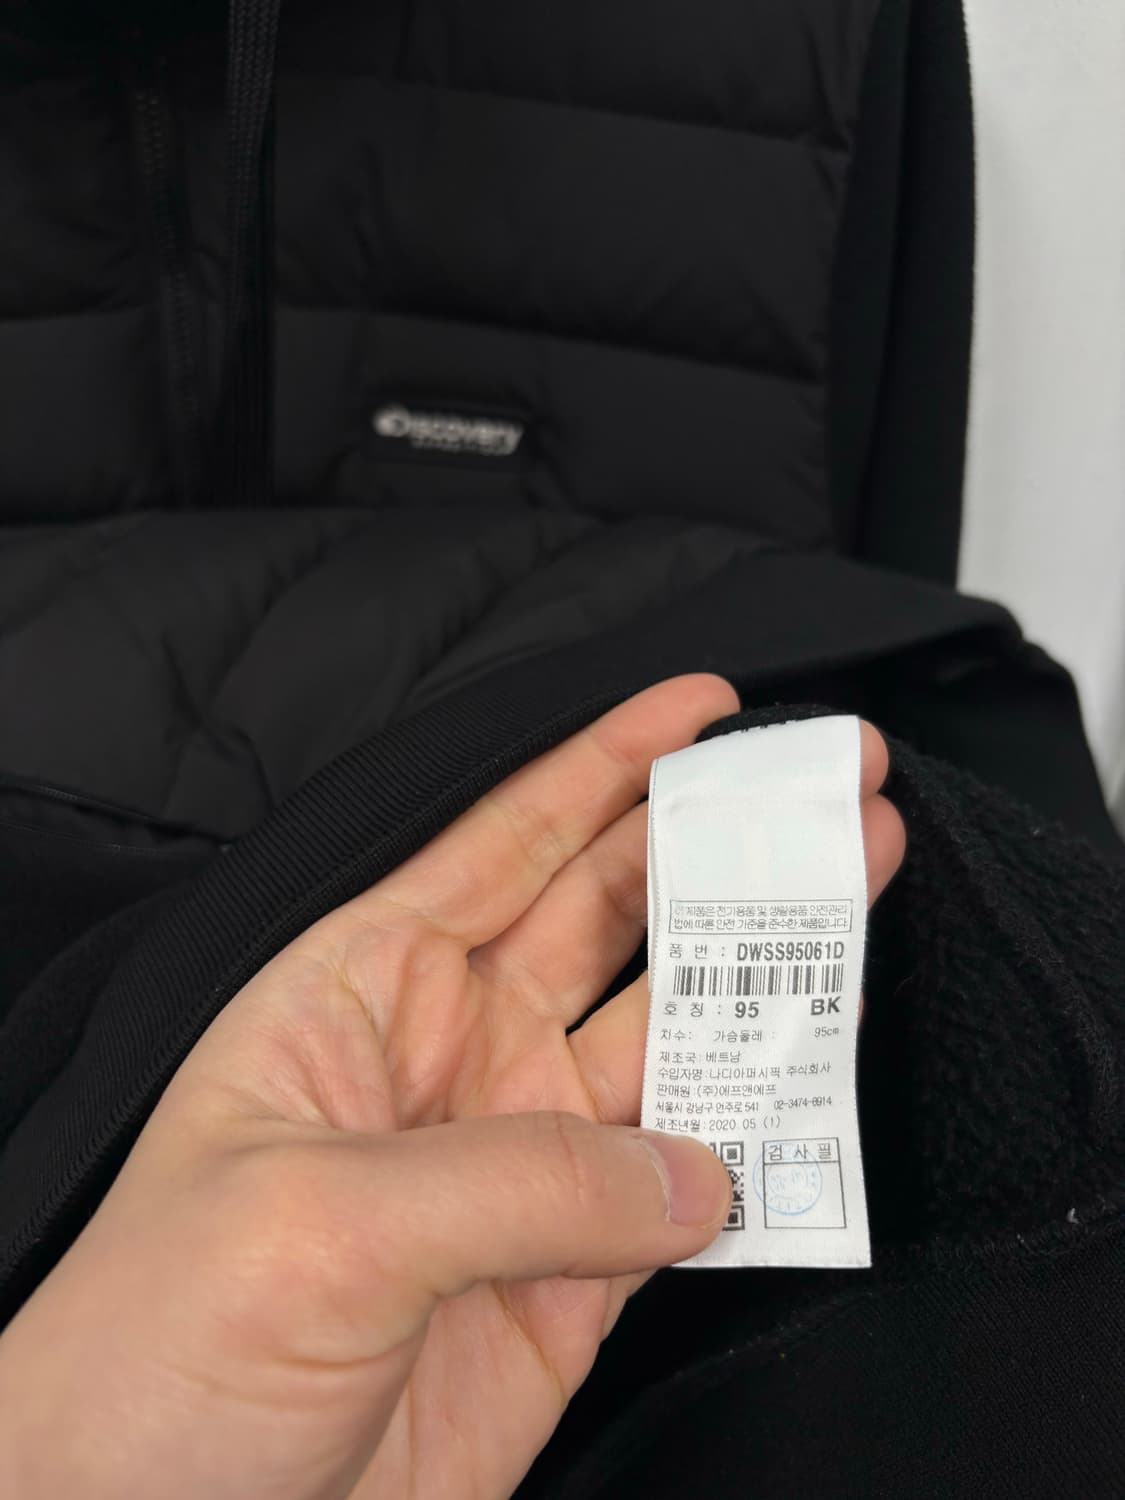 Discovery
이 제품은 전기용품 및 생활용품 안전관리
법에 따른 안전 기준을 준수한 제품입니다.
품 번 : DWSS95061D
호 칭 : 95 BK
치수: 가슴둘레 : 95cm
제조국: 베트남
수입자명: 나디아퍼시픽 주식회사
판매원: (주)에프앤에프
서울시 강남구 언주로 541 02-3474-8914
제조년월: 2020. 05 (1)
검 사 필